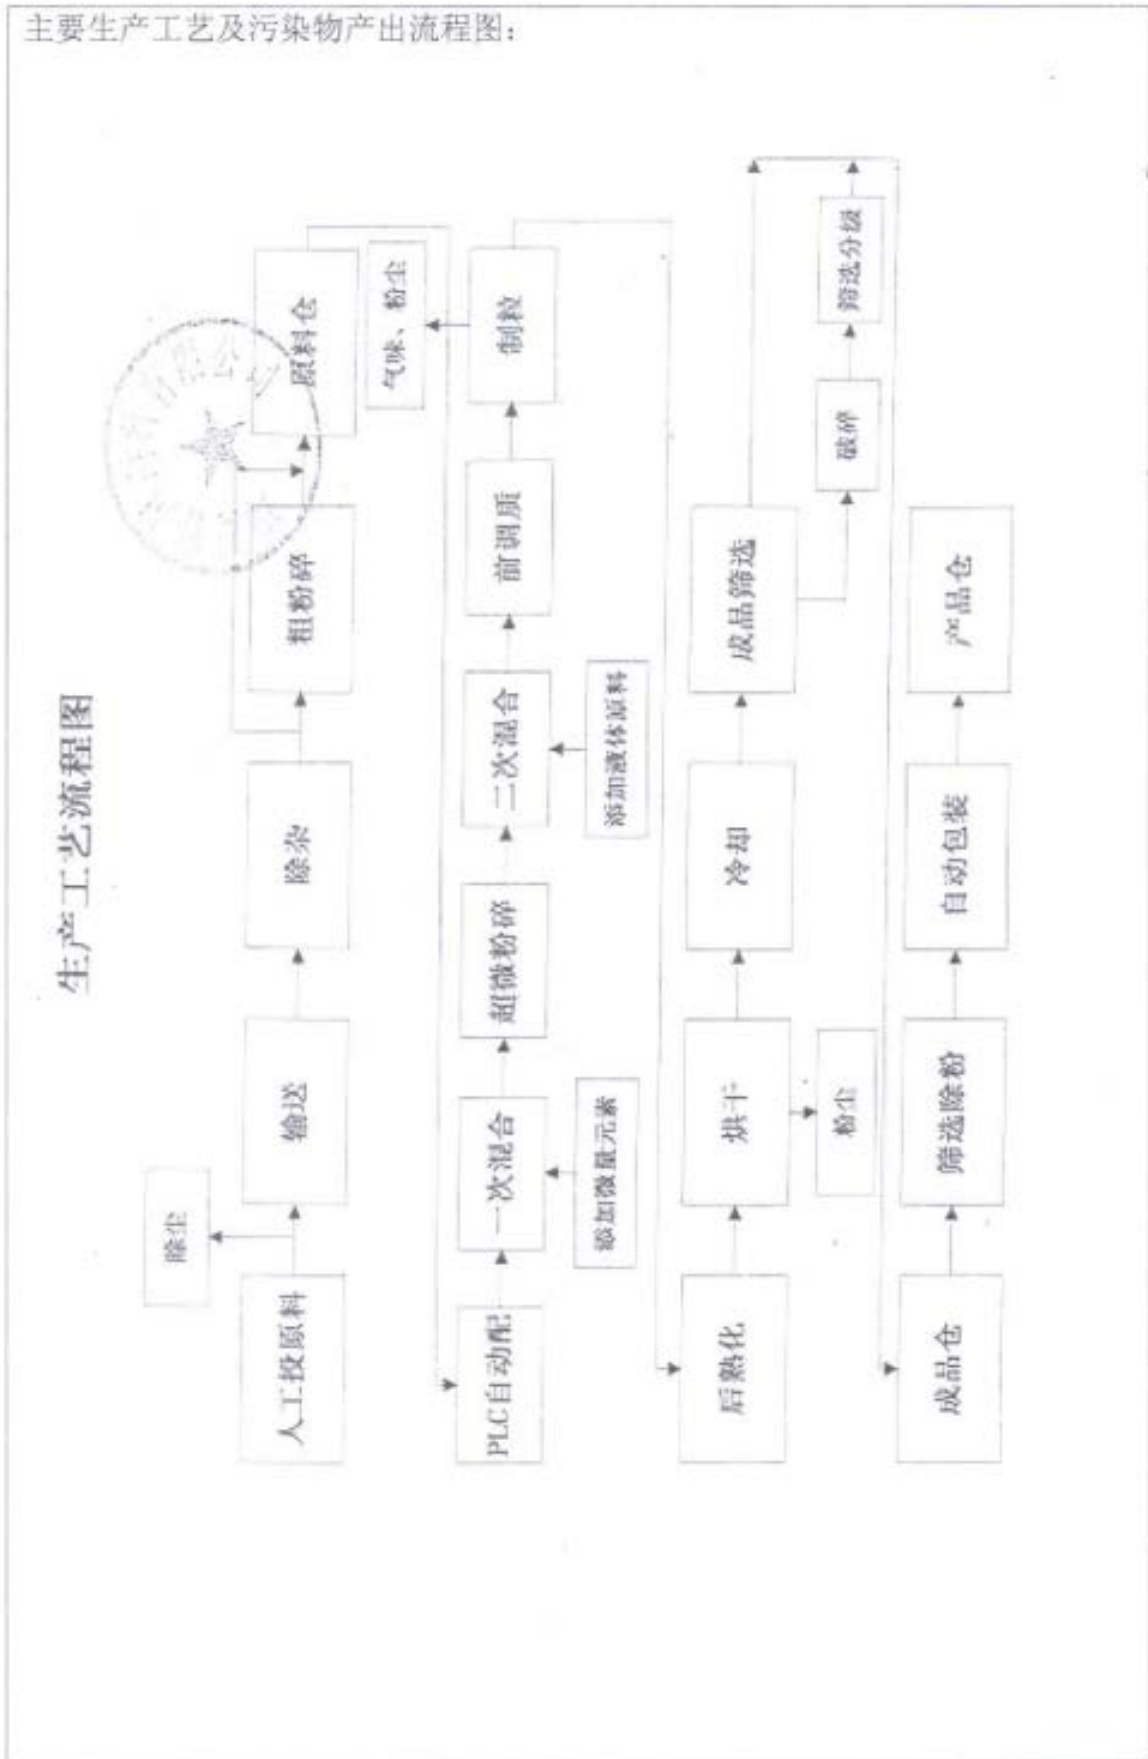 主要生产工艺及污染物产出流程图：
生产工艺流程图
除尘
人工投原料
输送
除杂
粗粉碎
原料仓
气味、粉尘
PLC自动配
一次混合
超微粉碎
二次混合
前调质
制粒
添加微量元素
添加液体原料
后熟化
烘干
冷却
成品筛选
破碎
筛选分级
粉尘
成品仓
筛选除粉
自动包装
产品仓